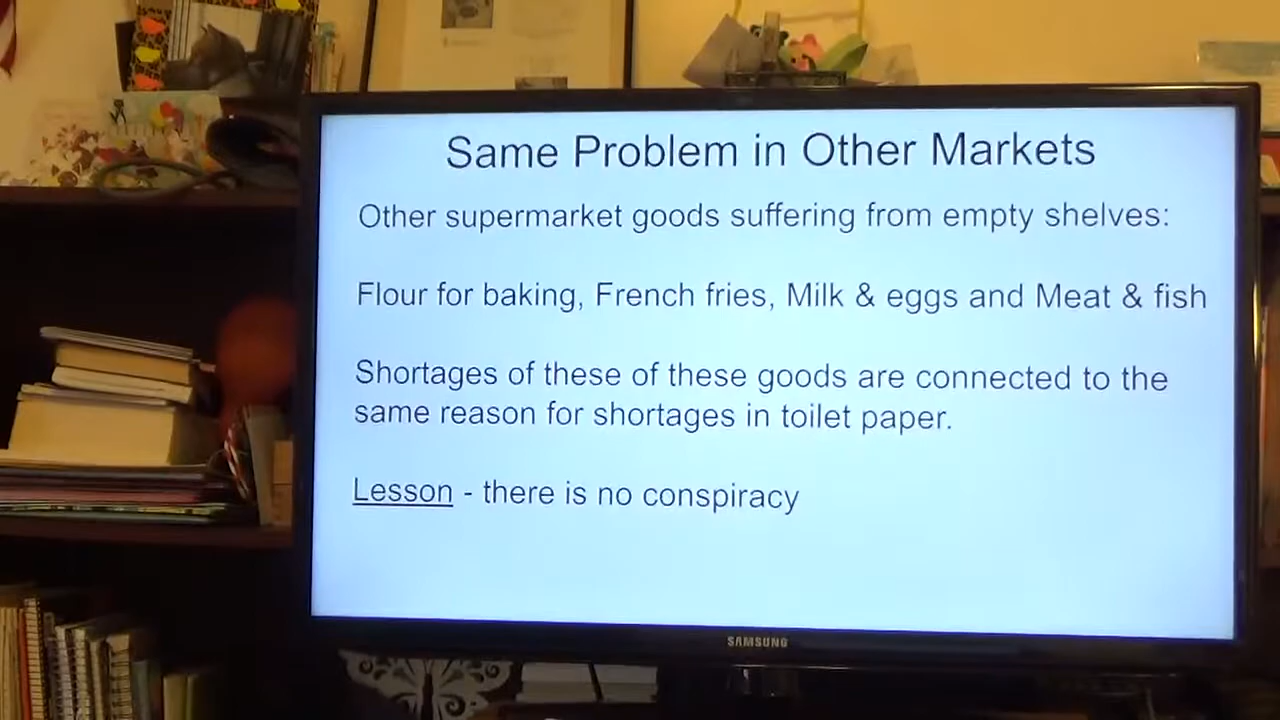 Same Problem in Other Markets
Other supermarket goods suffering from empty shelves:
Flour for baking, French fries, Milk & eggs and Meat & fish
Shortages of these of these goods are connected to the
same reason for shortages in toilet paper.
Lesson - there is no conspiracy
SAMSUNG